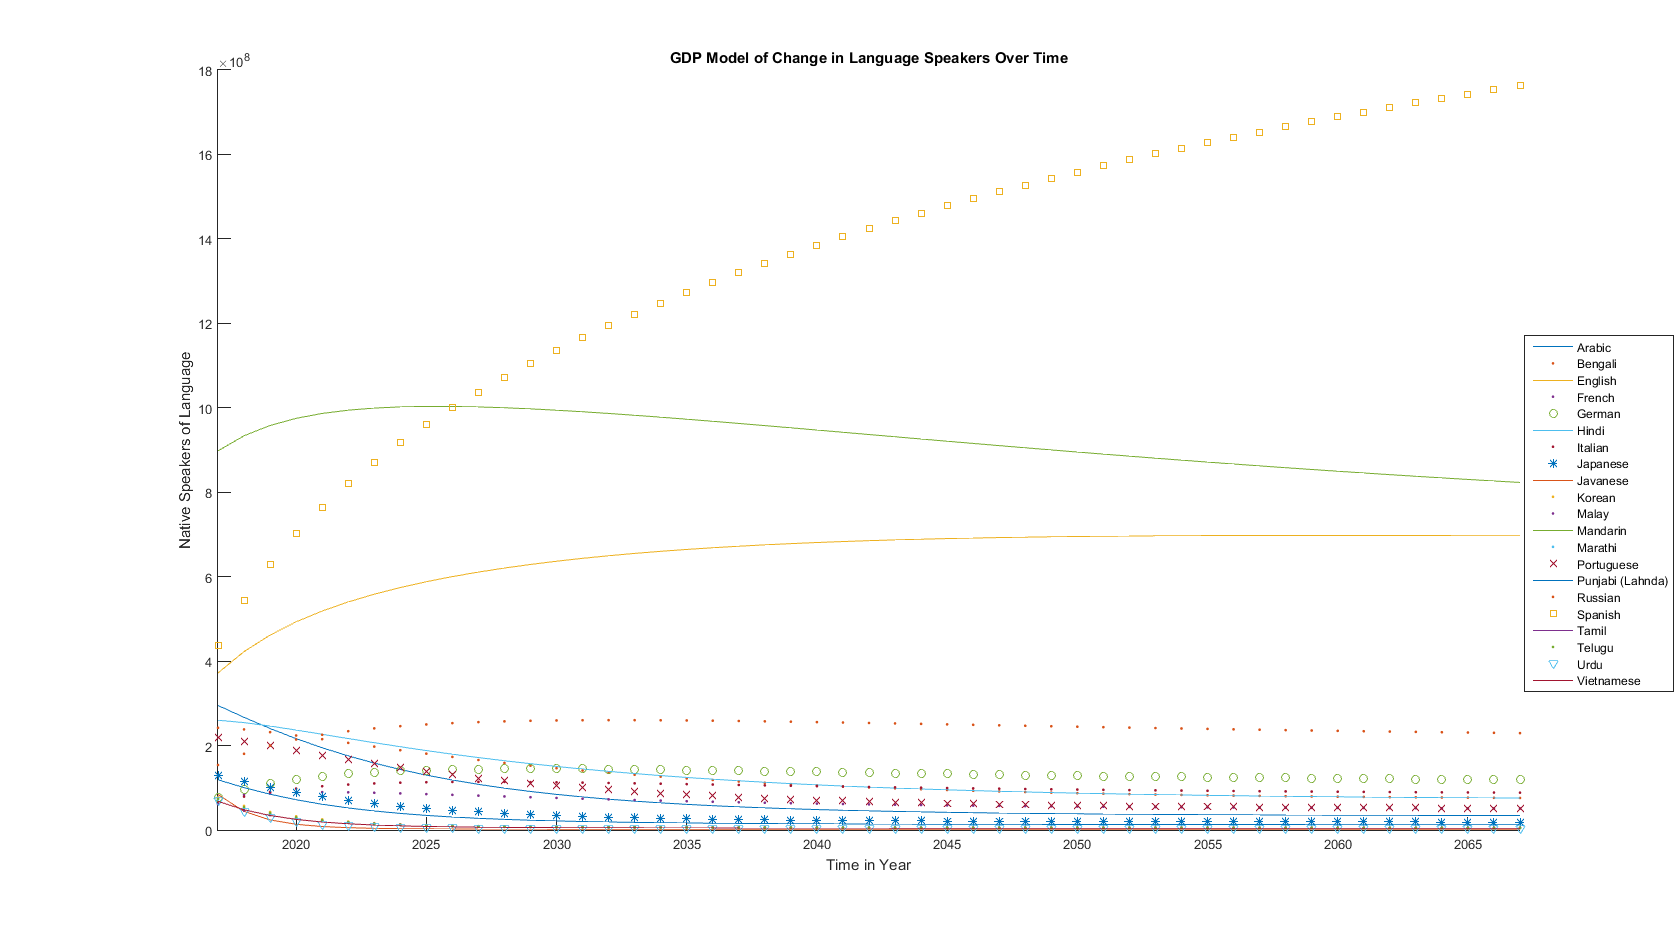 GDP Model of Change in Language Speakers Over Time
×10⁸
18
16
14
12
10
8
6
4
2
0
Native Speakers of Language
2020 2025 2030 2035 2040 2045 2050 2055 2060 2065
Time in Year
Arabic
Bengali
English
French
German
Hindi
Italian
Japanese
Javanese
Korean
Malay
Mandarin
Marathi
Portuguese
Punjabi (Lahnda)
Russian
Spanish
Tamil
Telugu
Urdu
Vietnamese